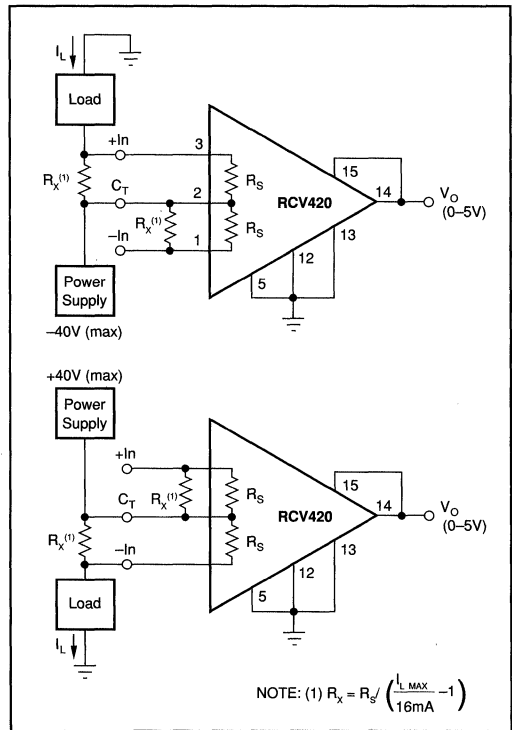 I_L
Load
+In
3
15
R_X^(1)
R_S
C_T
2
RCV420
14
V_O
(0–5V)
R_X^(1)
R_S
–In
1
13
12
5
Power
Supply
–40V (max)
+40V (max)
Power
Supply
+In
15
C_T
R_X^(1)
R_S
RCV420
14
V_O
(0–5V)
R_X^(1)
R_S
–In
13
12
5
Load
I_L
NOTE: (1) R_X = R_S/ (I_L MAX/16mA –1)